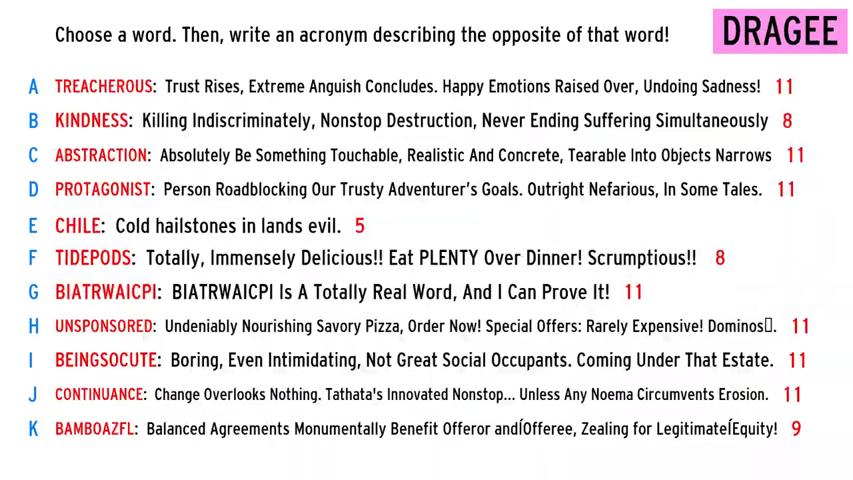 Choose a word. Then, write an acronym describing the opposite of that word! DRAGEE
A TREACHEROUS: Trust Rises, Extreme Anguish Concludes. Happy Emotions Raised Over, Undoing Sadness! 11
B KINDNESS: Killing Indiscriminately, Nonstop Destruction, Never Ending Suffering Simultaneously 8
C ABSTRACTION: Absolutely Be Something Touchable, Realistic And Concrete, Tearable Into Objects Narrows 11
D PROTAGONIST: Person Roadblocking Our Trusty Adventurer's Goals. Outright Nefarious, In Some Tales. 11
E CHILE: Cold hailstones in lands evil. 5
F TIDEPODS: Totally, Immensely Delicious!! Eat PLENTY Over Dinner! Scrumptious!! 8
G BIATRWAICPI: BIATRWAICPI Is A Totally Real Word, And I Can Prove It! 11
H UNSPONSORED: Undeniably Nourishing Savory Pizza, Order Now! Special Offers: Rarely Expensive! Dominos▯. 11
I BEINGSOCUTE: Boring, Even Intimidating, Not Great Social Occupants. Coming Under That Estate. 11
J CONTINUANCE: Change Overlooks Nothing. Tathata's Innovated Nonstop... Unless Any Noema Circumvents Erosion. 11
K BAMBOAZFL: Balanced Agreements Monumentally Benefit Offeror andÍOfferee, Zealing for LegitimateÍEquity! 9